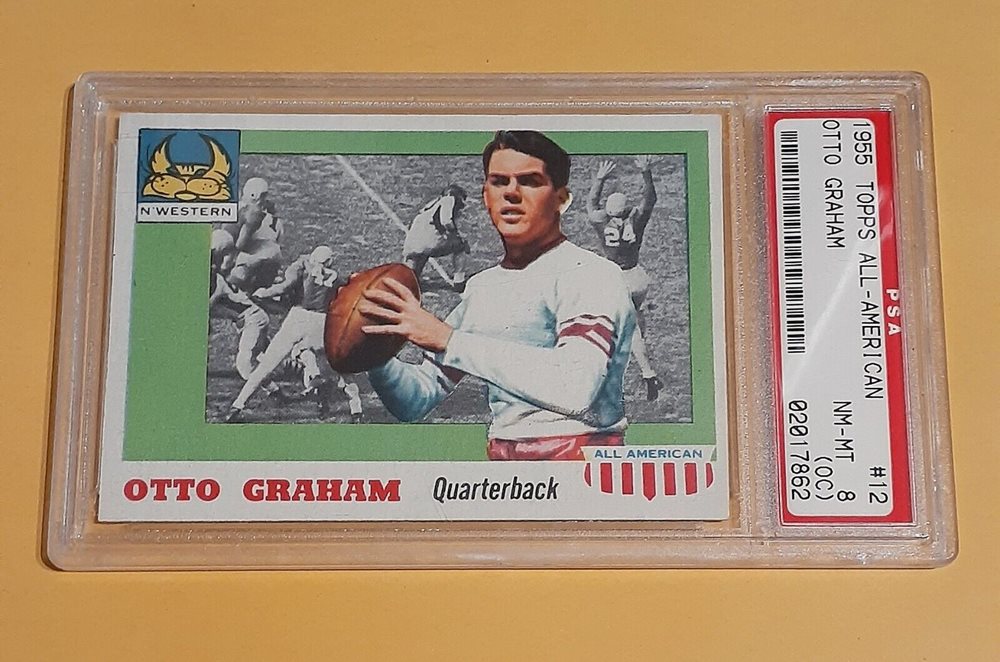 N'WESTERN
24
ALL AMERICAN
OTTO GRAHAM Quarterback
PSA
1955 TOPPS ALL-AMERICAN #12
OTTO GRAHAM NM-MT 8
(OC)
02017862